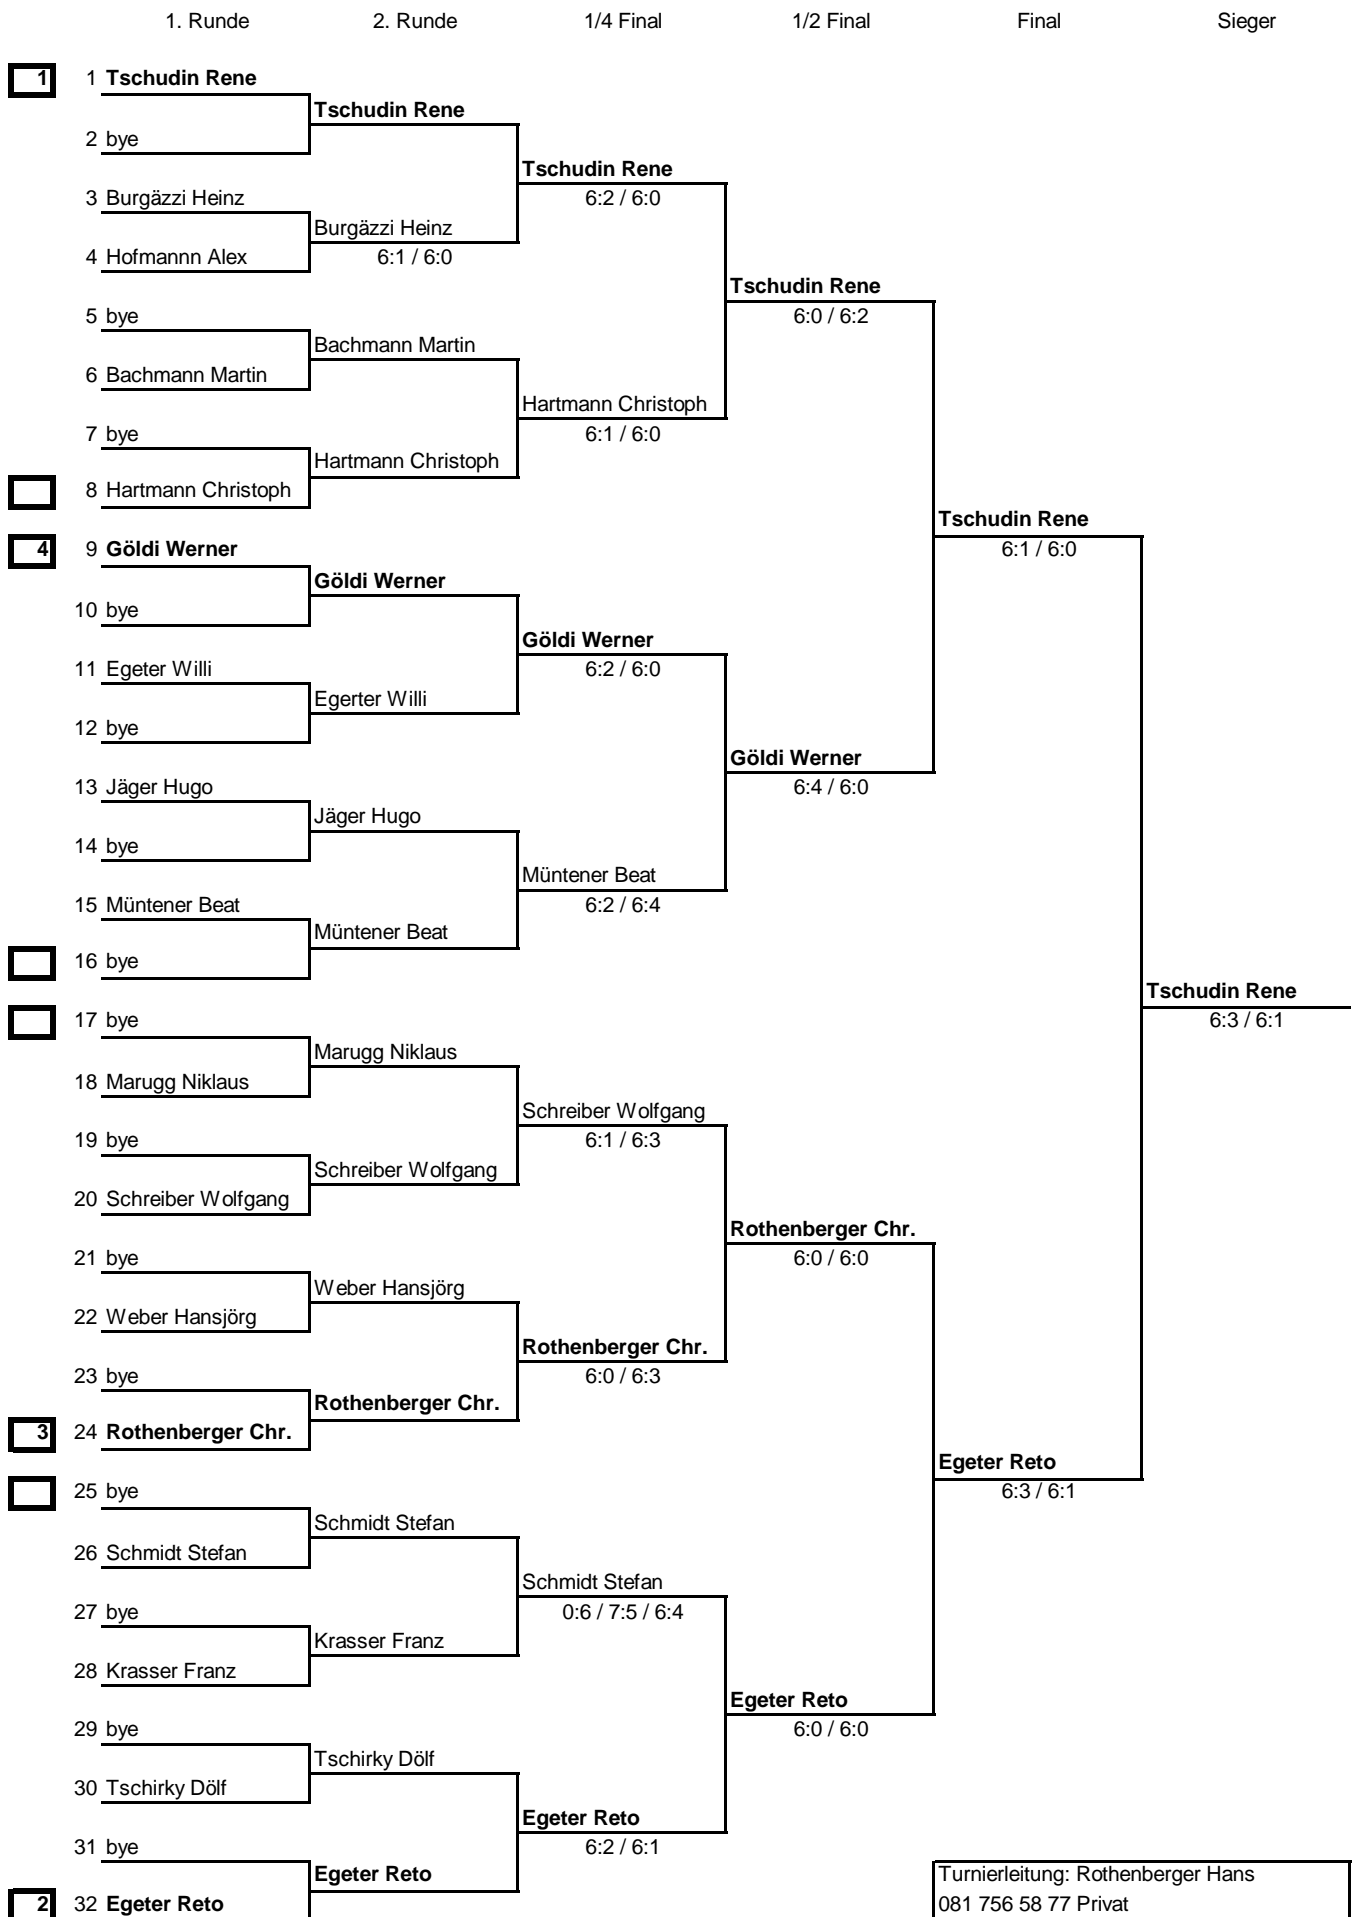 1. Runde 2. Runde 1/4 Final 1/2 Final Final Sieger
1 1 Tschudin Rene
Tschudin Rene
2 bye
Tschudin Rene
3 Burgäzzi Heinz 6:2 / 6:0
Burgäzzi Heinz
4 Hofmannn Alex 6:1 / 6:0
Tschudin Rene
5 bye 6:0 / 6:2
Bachmann Martin
6 Bachmann Martin
Hartmann Christoph
7 bye 6:1 / 6:0
Hartmann Christoph
8 Hartmann Christoph
Tschudin Rene
4 9 Göldi Werner 6:1 / 6:0
Göldi Werner
10 bye
Göldi Werner
11 Egeter Willi 6:2 / 6:0
Egerter Willi
12 bye
Göldi Werner
13 Jäger Hugo 6:4 / 6:0
Jäger Hugo
14 bye
Müntener Beat
15 Müntener Beat 6:2 / 6:4
Müntener Beat
16 bye
Tschudin Rene
17 bye 6:3 / 6:1
Marugg Niklaus
18 Marugg Niklaus
Schreiber Wolfgang
19 bye 6:1 / 6:3
Schreiber Wolfgang
20 Schreiber Wolfgang
Rothenberger Chr.
21 bye 6:0 / 6:0
Weber Hansjörg
22 Weber Hansjörg
Rothenberger Chr.
23 bye 6:0 / 6:3
Rothenberger Chr.
3 24 Rothenberger Chr.
Egeter Reto
25 bye 6:3 / 6:1
Schmidt Stefan
26 Schmidt Stefan
Schmidt Stefan
27 bye 0:6 / 7:5 / 6:4
Krasser Franz
28 Krasser Franz
Egeter Reto
29 bye 6:0 / 6:0
Tschirky Dölf
30 Tschirky Dölf
Egeter Reto
31 bye 6:2 / 6:1
Egeter Reto Turnierleitung: Rothenberger Hans
2 32 Egeter Reto 081 756 58 77 Privat